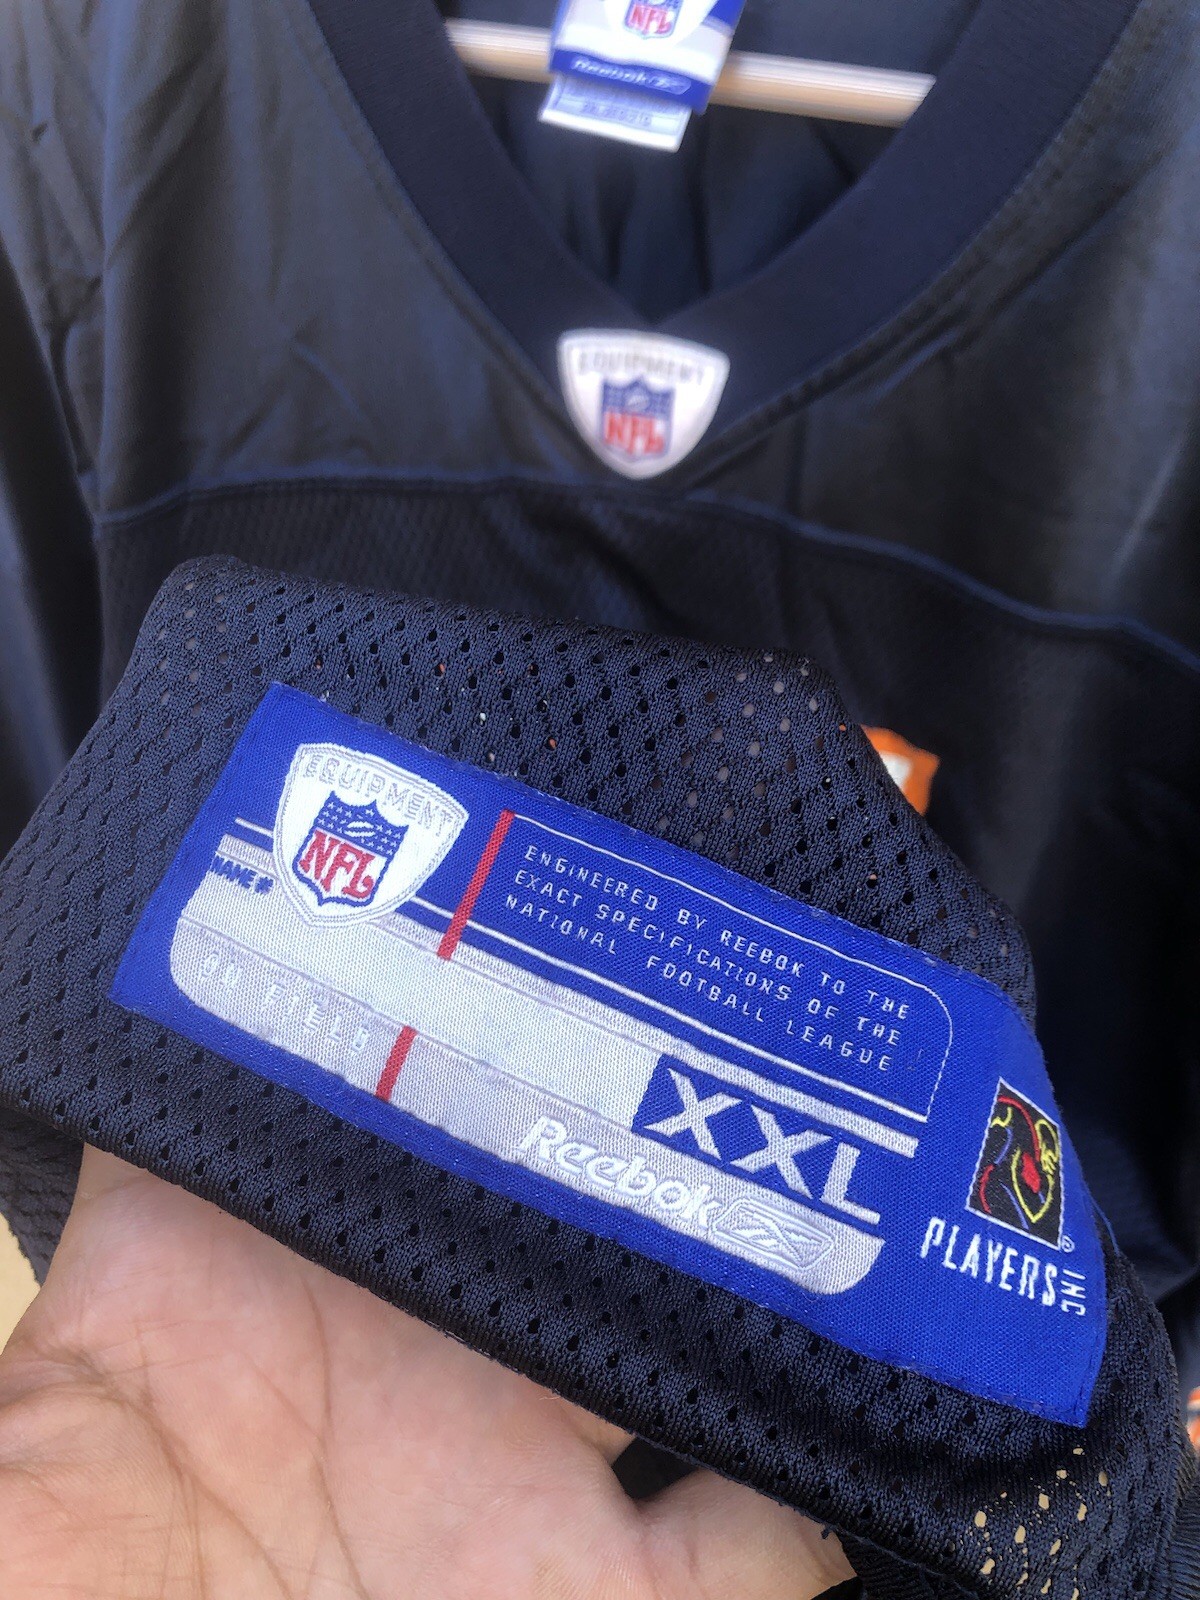 NFL
Reebok
EQUIPMENT
NFL
EQUIPMENT
NFL
NAME #
ENGINEERED BY REEBOK TO THE
EXACT SPECIFICATIONS OF THE
NATIONAL FOOTBALL LEAGUE
ON FIELD
XXL
Reebok
PLAYERS INC
®